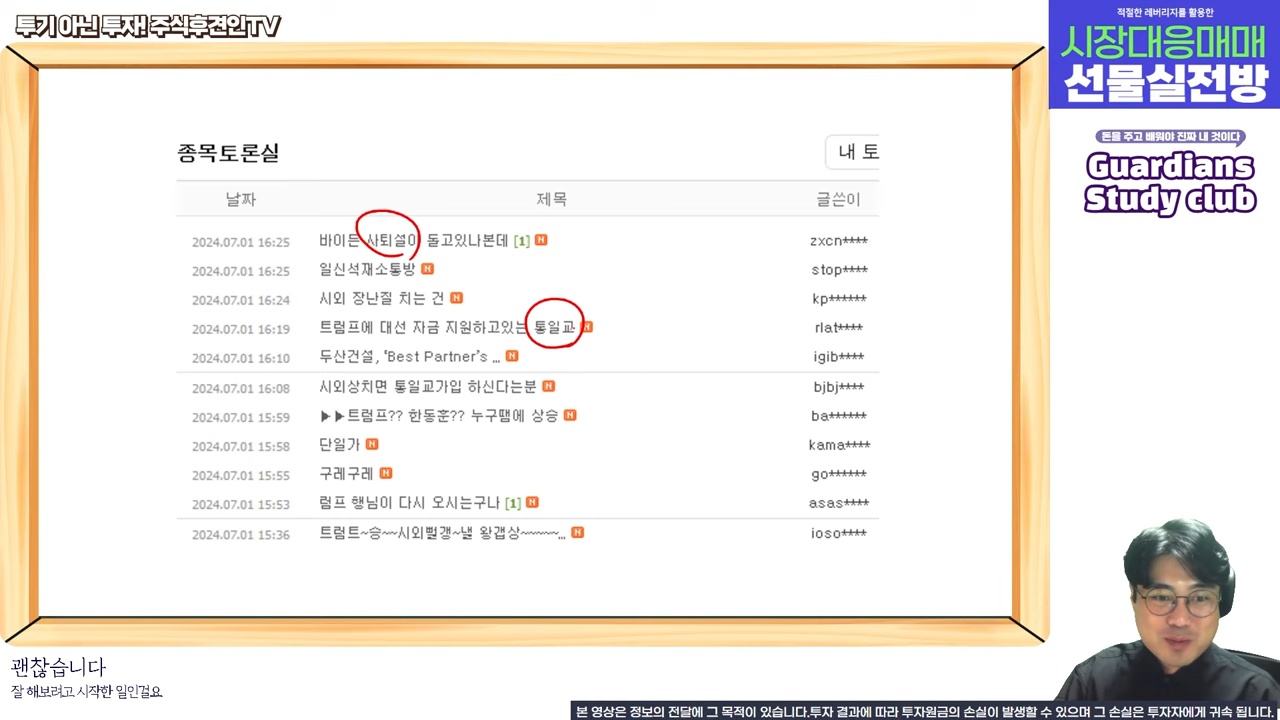 투기 아닌 투자! 주식후견인TV
적절한 레버리지를 활용한
시장대응매매
선물실전방
돈을 주고 배워야 진짜 내 것이다
Guardians
Study club
종목토론실
내 토
날짜 제목 글쓴이
2024.07.01 16:25 바이든 사퇴설이 돌고있나본데 [1] N zxcn****
2024.07.01 16:25 일신석재소통방 N stop****
2024.07.01 16:24 시외 장난질 치는 건 N kp******
2024.07.01 16:19 트럼프에 대선 자금 지원하고있는 통일교 N rlat****
2024.07.01 16:10 두산건설, ‘Best Partner’s ... N igib****
2024.07.01 16:08 시외상치면 통일교가입 하신다는분 N bjbj****
2024.07.01 15:59 ▶▶트럼프?? 한동훈?? 누구땜에 상승 N ba******
2024.07.01 15:58 단일가 N kama****
2024.07.01 15:55 구레구레 N go******
2024.07.01 15:53 럼프 행님이 다시 오시는구나 [1] N asas****
2024.07.01 15:36 트럼트~승~~시외뻘갱~낼 왕갭상~~~~~... N ioso****
괜찮습니다
잘 해보려고 시작한 일인걸요
본 영상은 정보의 전달에 그 목적이 있습니다.투자 결과에 따라 투자원금의 손실이 발생할 수 있으며 그 손실은 투자자에게 귀속 됩니다.